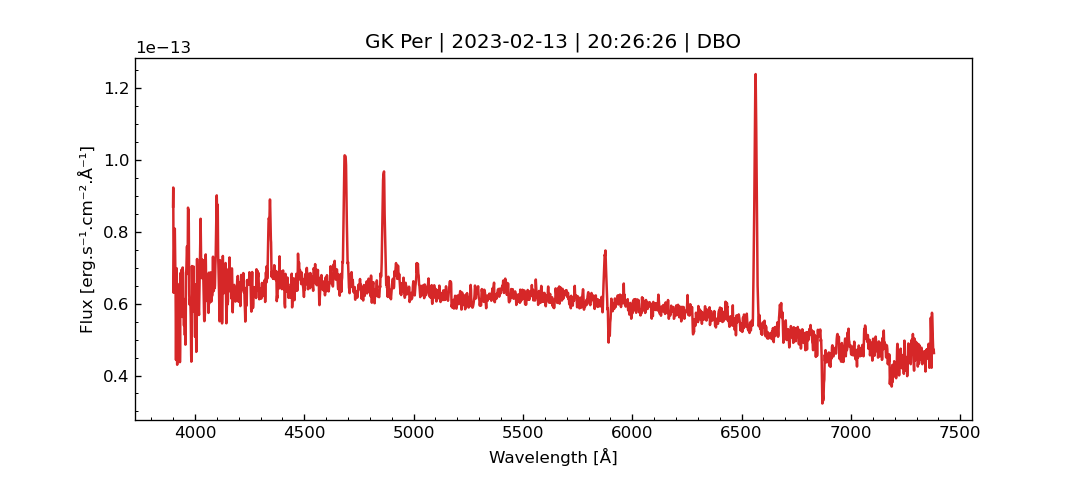 GK Per | 2023-02-13 | 20:26:26 | DBO
1e−13
1.2
1.0
0.8
0.6
0.4
Flux [erg.s⁻¹.cm⁻².Å⁻¹]
4000 4500 5000 5500 6000 6500 7000 7500
Wavelength [Å]